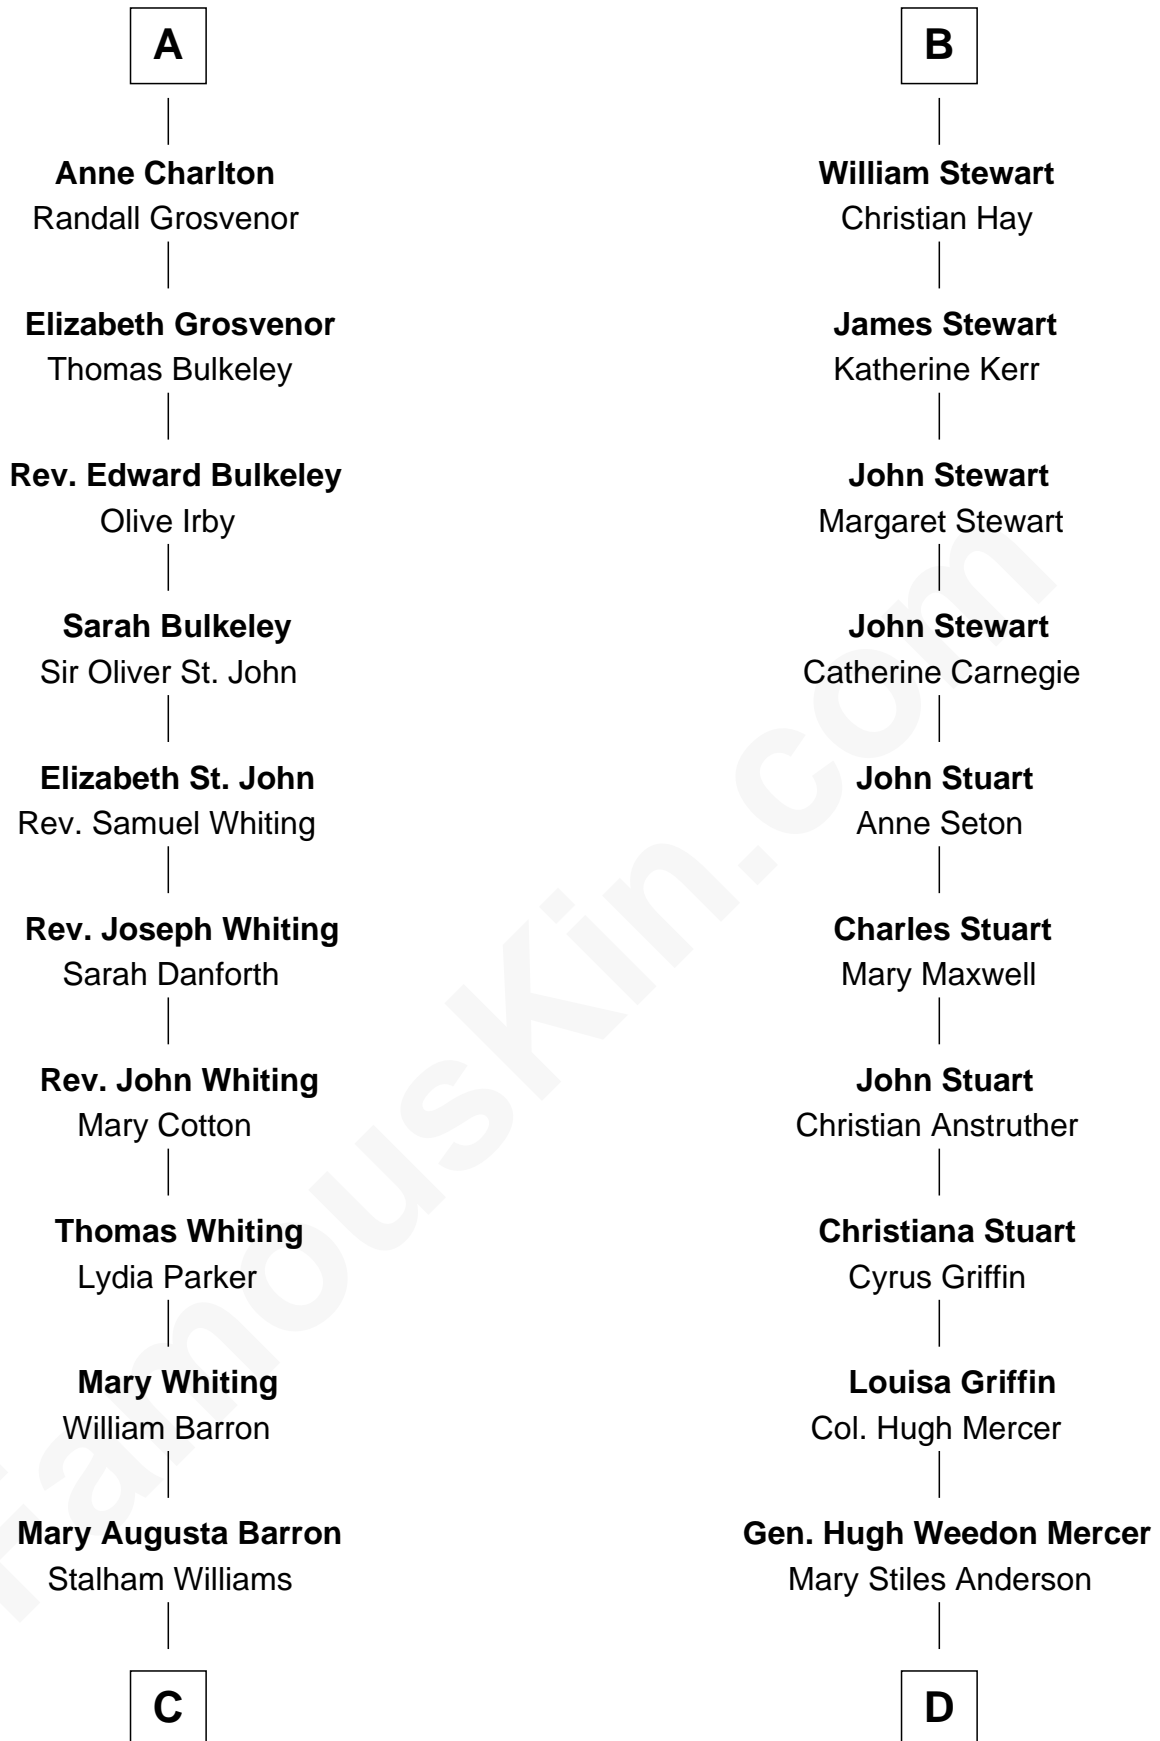 A
Anne Charlton
Randall Grosvenor
Elizabeth Grosvenor
Thomas Bulkeley
Rev. Edward Bulkeley
Olive Irby
Sarah Bulkeley
Sir Oliver St. John
Elizabeth St. John
Rev. Samuel Whiting
Rev. Joseph Whiting
Sarah Danforth
Rev. John Whiting
Mary Cotton
Thomas Whiting
Lydia Parker
Mary Whiting
William Barron
Mary Augusta Barron
Stalham Williams
C
B
William Stewart
Christian Hay
James Stewart
Katherine Kerr
John Stewart
Margaret Stewart
John Stewart
Catherine Carnegie
John Stuart
Anne Seton
Charles Stuart
Mary Maxwell
John Stuart
Christian Anstruther
Christiana Stuart
Cyrus Griffin
Louisa Griffin
Col. Hugh Mercer
Gen. Hugh Weedon Mercer
Mary Stiles Anderson
D
FamousKin.com